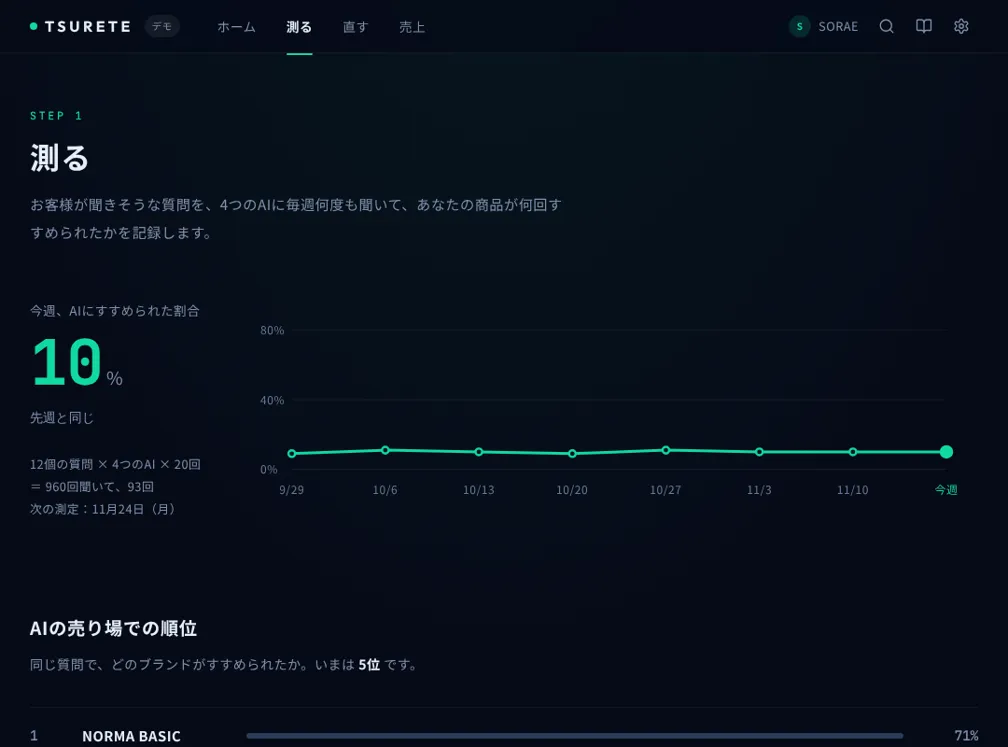 TSURETE デモ ホーム 測る 直す 売上 S SORAE
STEP 1
測る
お客様が聞きそうな質問を、4つのAIに毎週何度も聞いて、あなたの商品が何回す
すめられたかを記録します。
今週、AIにすすめられた割合
10%
先週と同じ
12個の質問 × 4つのAI × 20回
＝ 960回聞いて、93回
次の測定：11月24日（月）
80%
40%
0%
9/29 10/6 10/13 10/20 10/27 11/3 11/10 今週
AIの売り場での順位
同じ質問で、どのブランドがすすめられたか。いまは 5位 です。
1 NORMA BASIC 71%